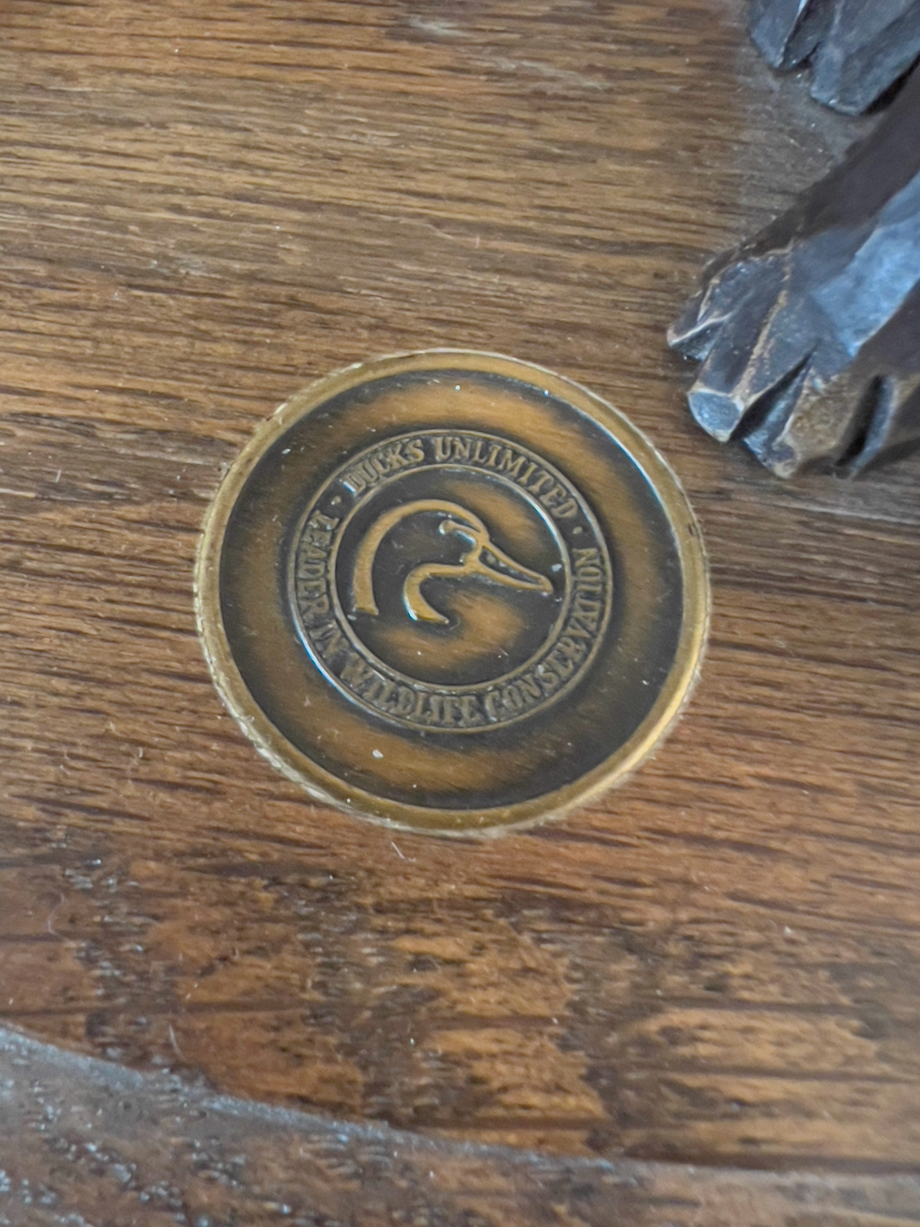 · DUCKS UNLIMITED ·
LEADER IN WILDLIFE CONSERVATION